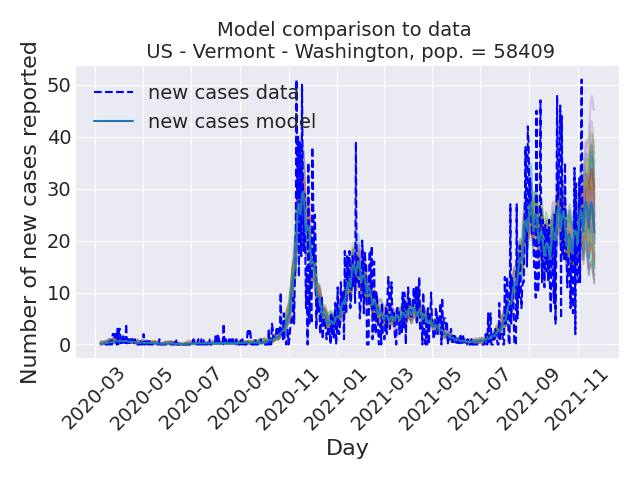 Model comparison to data
US - Vermont - Washington, pop. = 58409
Number of new cases reported
50
40
30
20
10
0
new cases data
new cases model
2020-03
2020-05
2020-07
2020-09
2020-11
2021-01
2021-03
2021-05
2021-07
2021-09
2021-11
Day